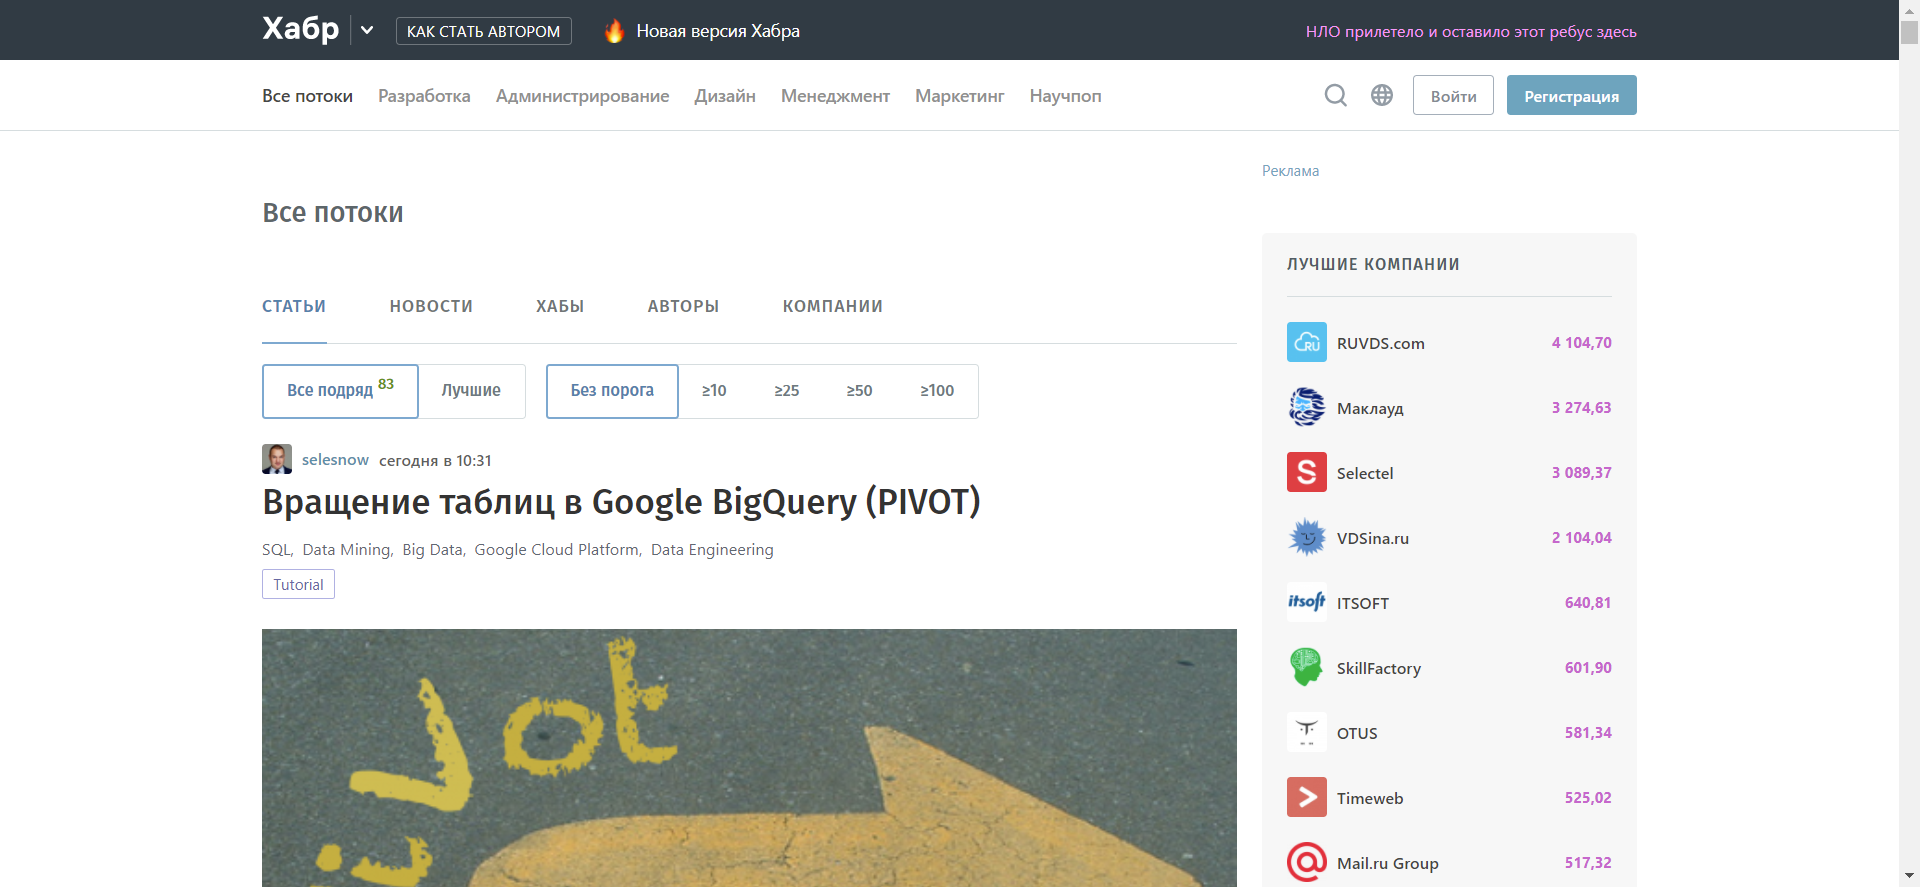 Хабр
КАК СТАТЬ АВТОРОМ
Новая версия Хабра
НЛО прилетело и оставило этот ребус здесь
Все потоки Разработка Администрирование Дизайн Менеджмент Маркетинг Научпоп
Войти
Регистрация
Реклама
Все потоки
СТАТЬИ НОВОСТИ ХАБЫ АВТОРЫ КОМПАНИИ
Все подряд 83 Лучшие
Без порога ≥10 ≥25 ≥50 ≥100
selesnow сегодня в 10:31
Вращение таблиц в Google BigQuery (PIVOT)
SQL, Data Mining, Big Data, Google Cloud Platform, Data Engineering
Tutorial
ЛУЧШИЕ КОМПАНИИ
RU
RUVDS.com 4 104,70
Маклауд 3 274,63
S
Selectel 3 089,37
VDSina.ru 2 104,04
itsoft
ITSOFT 640,81
SkillFactory 601,90
OTUS 581,34
Timeweb 525,02
@
Mail.ru Group 517,32